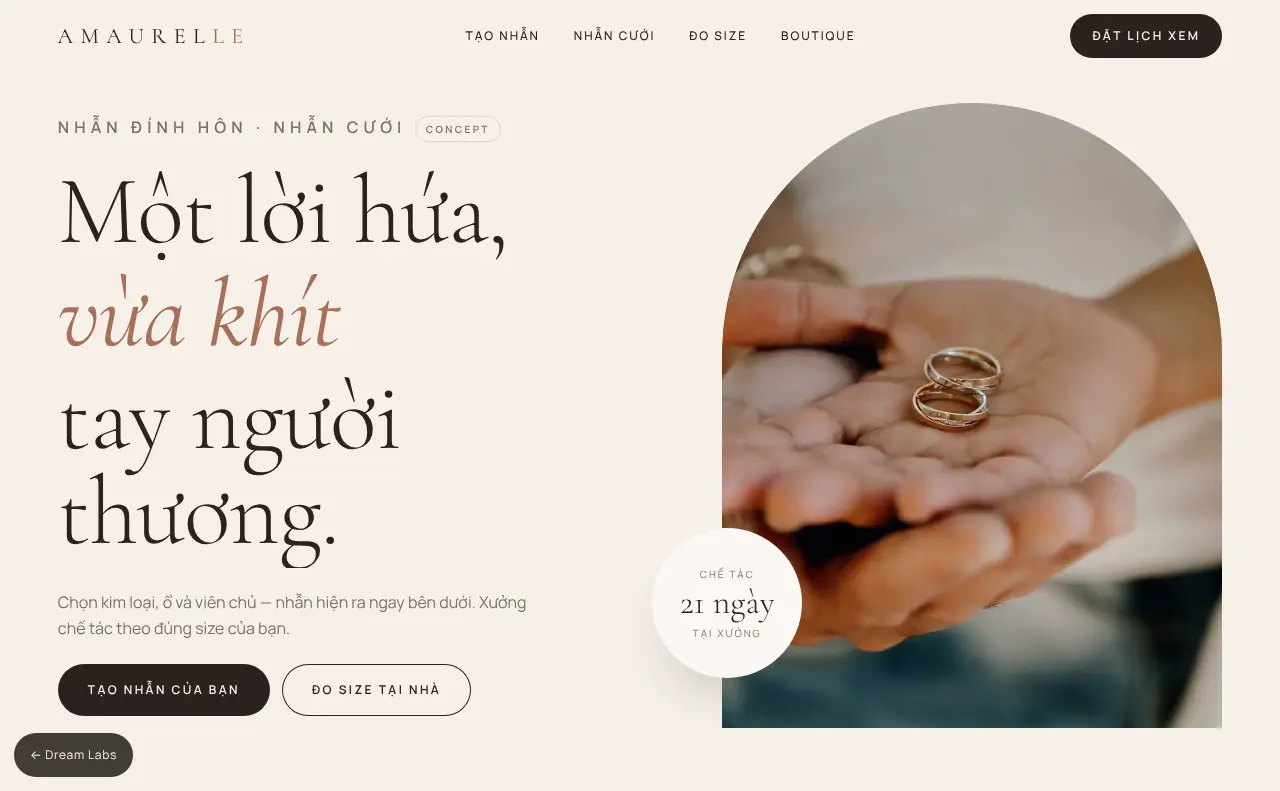 AMAURELLE
TẠO NHẪN
NHẪN CƯỚI
ĐO SIZE
BOUTIQUE
ĐẶT LỊCH XEM
NHẪN ĐÍNH HÔN · NHẪN CƯỚI
CONCEPT
Một lời hứa,
vừa khít
tay người
thương.
Chọn kim loại, ổ và viên chủ — nhẫn hiện ra ngay bên dưới. Xưởng
chế tác theo đúng size của bạn.
TẠO NHẪN CỦA BẠN
ĐO SIZE TẠI NHÀ
CHẾ TÁC
21 ngày
TẠI XƯỞNG
← Dream Labs